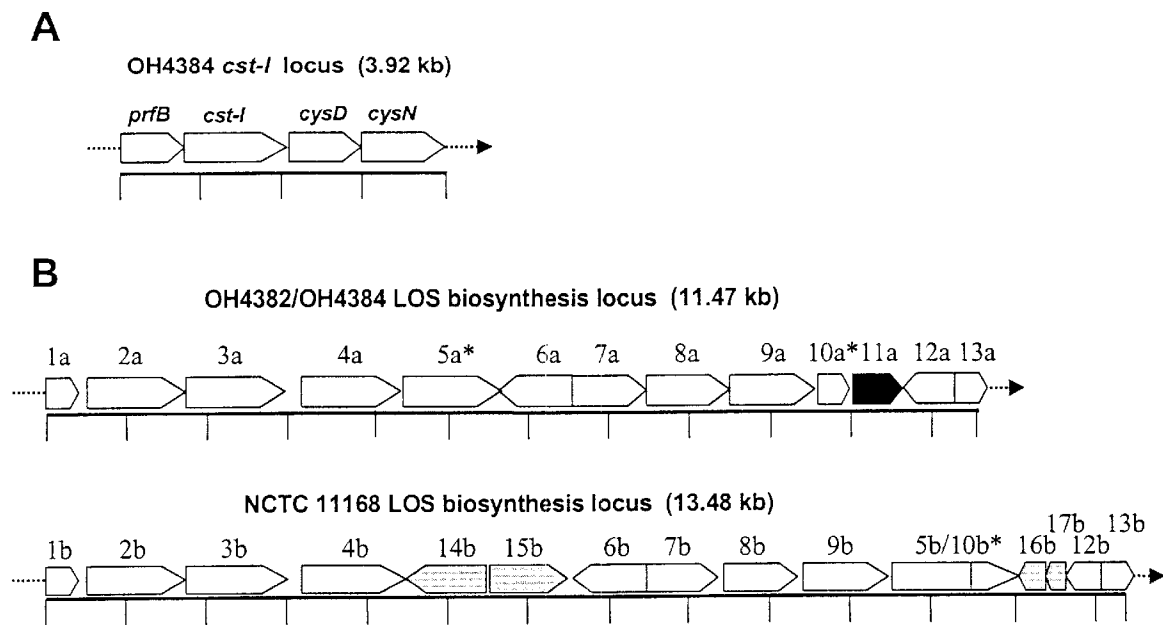 A
OH4384 cst-I locus (3.92 kb)
prfB cst-I cysD cysN
B
OH4382/OH4384 LOS biosynthesis locus (11.47 kb)
1a 2a 3a 4a 5a* 6a 7a 8a 9a 10a* 11a 12a 13a
NCTC 11168 LOS biosynthesis locus (13.48 kb)
17b 13b
1b 2b 3b 4b 14b 15b 6b 7b 8b 9b 5b/10b* 16b 12b